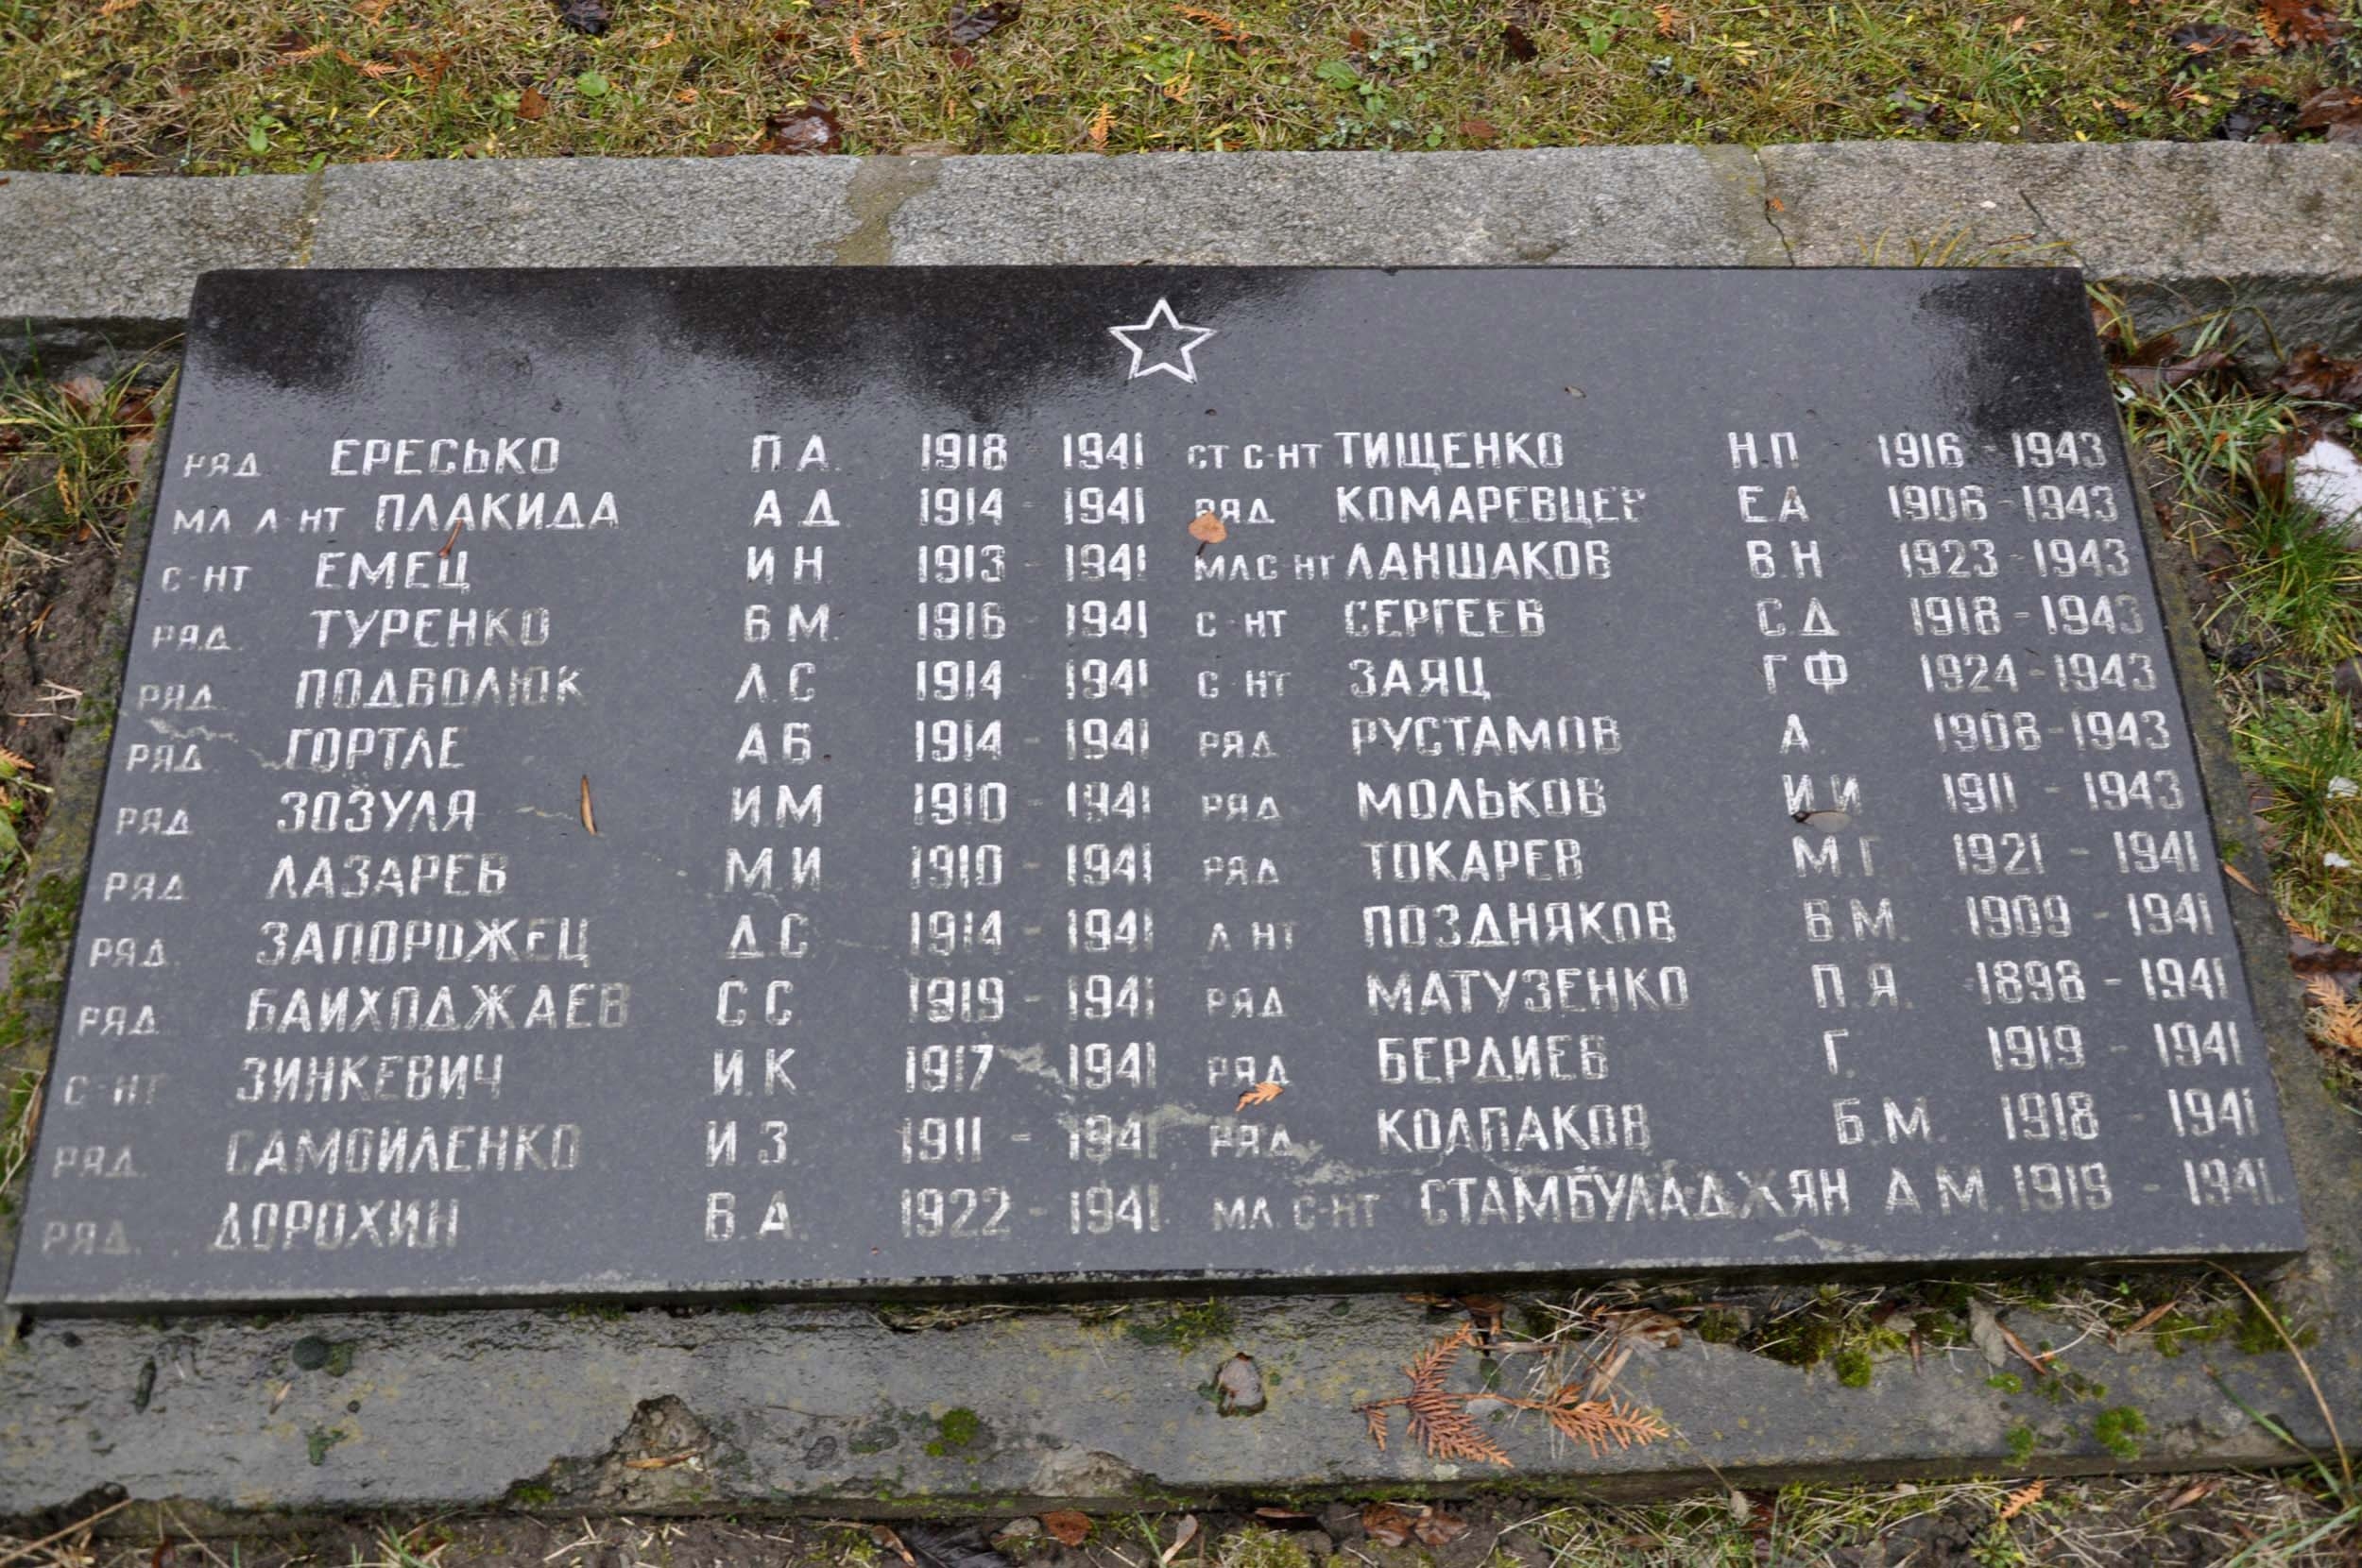 РЯД. ЕРЕСЬКО П.А. 1918 - 1941
МЛ Л-НТ ПЛАКИДА А Д. 1914 - 1941
С-НТ ЕМЕЦ И Н. 1913 - 1941
РЯД. ТУРЕНКО В М. 1916 - 1941
РЯД. ПОДВОЛЮК Л.С 1914 - 1941
РЯД. ГОРТЛЕ А Б 1914 - 1941
РЯД ЗОЗУЛЯ И М 1910 - 1941
РЯД ЛАЗАРЕВ М.И 1910 - 1941
РЯД. ЗАПОРОЖЕЦ Д С 1914 - 1941
РЯД. БАИХОДЖАЕВ С С. 1919 - 1941
С-НТ ЗИНКЕВИЧ И.К 1917 - 1941
РЯД. САМОЙЛЕНКО И.З. 1911 - 1941
РЯД. ДОРОХИН В.А. 1922 - 1941
СТ С-НТ ТИЩЕНКО Н.П 1916 - 1943
РЯД КОМАРЕВЦЕВ Е.А 1906 - 1943
МЛ С НТ ЛАНШАКОВ В.Н 1923 - 1943
С-НТ СЕРГЕЕВ С.Д 1918 - 1943
С-НТ ЗАЯЦ Г Ф 1924 - 1943
РЯД РУСТАМОВ А. 1908 - 1943
РЯД МОЛЬКОВ И И 1911 - 1943
РЯД ТОКАРЕВ М.Г. 1921 - 1941
Л-НТ ПОЗДНЯКОВ В.М. 1909 - 1941
РЯД МАТУЗЕНКО П.Я. 1898 - 1941
РЯД БЕРДИЕВ Г. 1919 - 1941
РЯД. КОЛПАКОВ Б.М. 1918 - 1941
МЛ. С-НТ СТАМБУЛАДЖЯН А М. 1919 - 1941